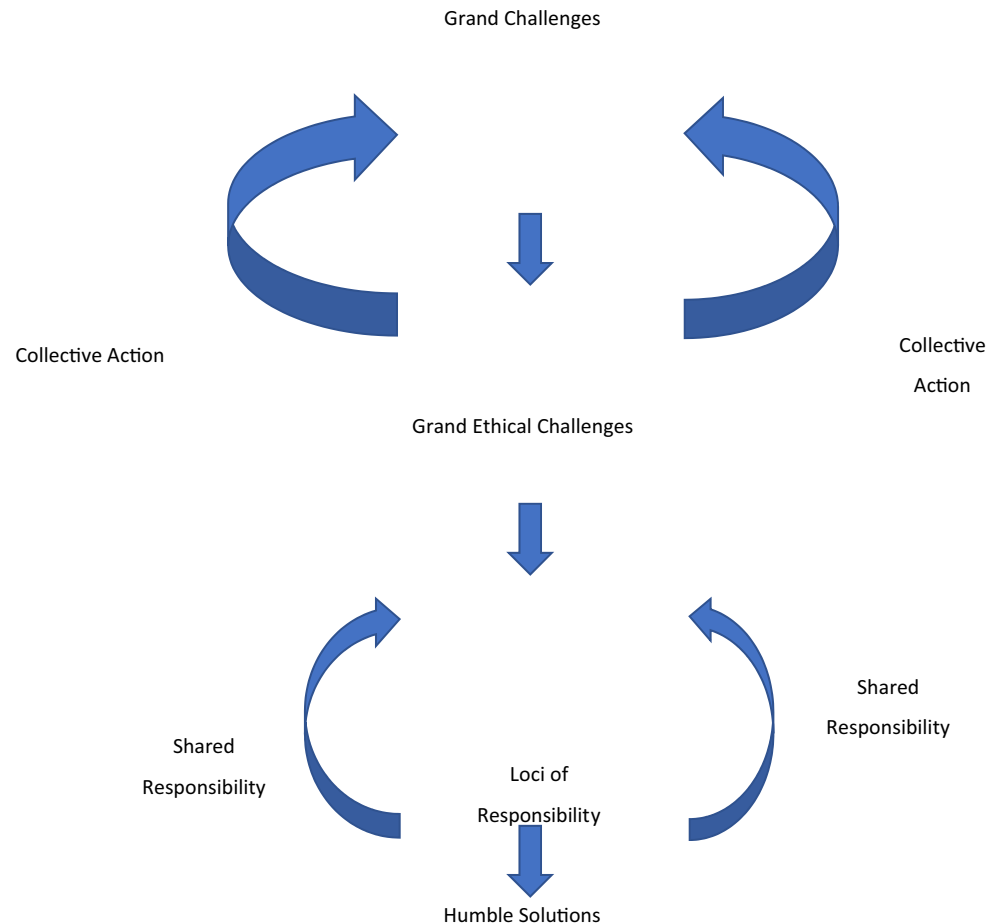 Grand Challenges
Collective Action
Collective
Action
Grand Ethical Challenges
Shared
Responsibility
Shared
Responsibility
Loci of
Responsibility
Humble Solutions